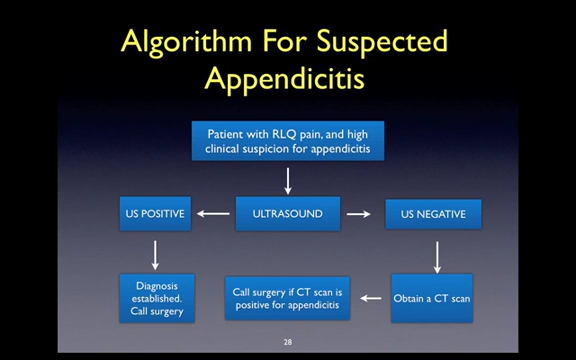 Algorithm For Suspected
Appendicitis
Patient with RLQ pain, and high
clinical suspicion for appendicitis
US POSITIVE
ULTRASOUND
US NEGATIVE
Diagnosis
established.
Call surgery
Call surgery if CT scan is
positive for appendicitis
Obtain a CT scan
28